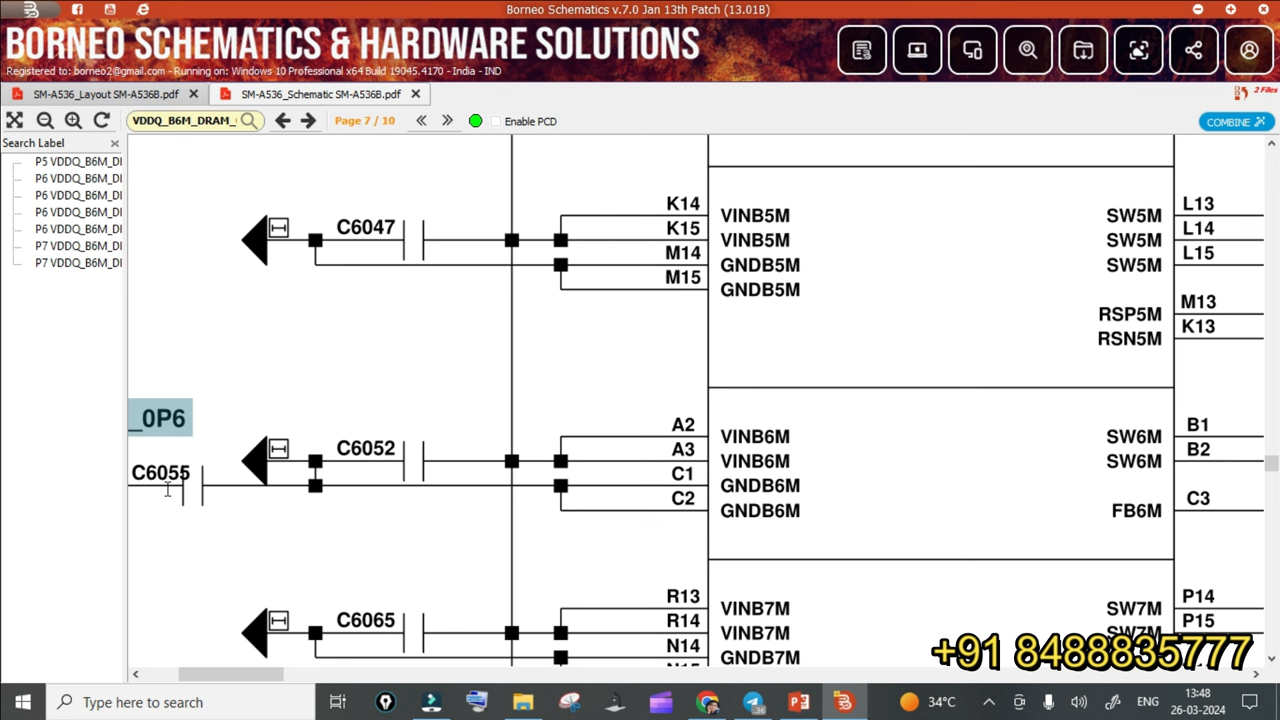 Borneo Schematics v.7.0 Jan 13th Patch (13.01B)
BORNEO SCHEMATICS & HARDWARE SOLUTIONS
Registered to: borneo2@gmail.com - Running on: Windows 10 Professional x64 Build 19045.4170 - India - IND
SM-A536_Layout SM-A536B.pdf
SM-A536_Schematic SM-A536B.pdf
2 Files
VDDQ_B6M_DRAM_
Page 7 / 10
Enable PCD
COMBINE
Search Label
P5 VDDQ_B6M_DI
P6 VDDQ_B6M_DI
P6 VDDQ_B6M_DI
P6 VDDQ_B6M_DI
P6 VDDQ_B6M_DI
P7 VDDQ_B6M_DI
P7 VDDQ_B6M_DI
C6047
K14
K15
M14
M15
VINB5M
VINB5M
GNDB5M
GNDB5M
SW5M
SW5M
SW5M
RSP5M
RSN5M
L13
L14
L15
M13
K13
_0P6
C6055
C6052
A2
A3
C1
C2
VINB6M
VINB6M
GNDB6M
GNDB6M
SW6M
SW6M
FB6M
B1
B2
C3
C6065
R13
R14
N14
VINB7M
VINB7M
GNDB7M
SW7M
SW7M
P14
P15
+91 8488835777
Type here to search
36
34°C
ENG
13:48
26-03-2024